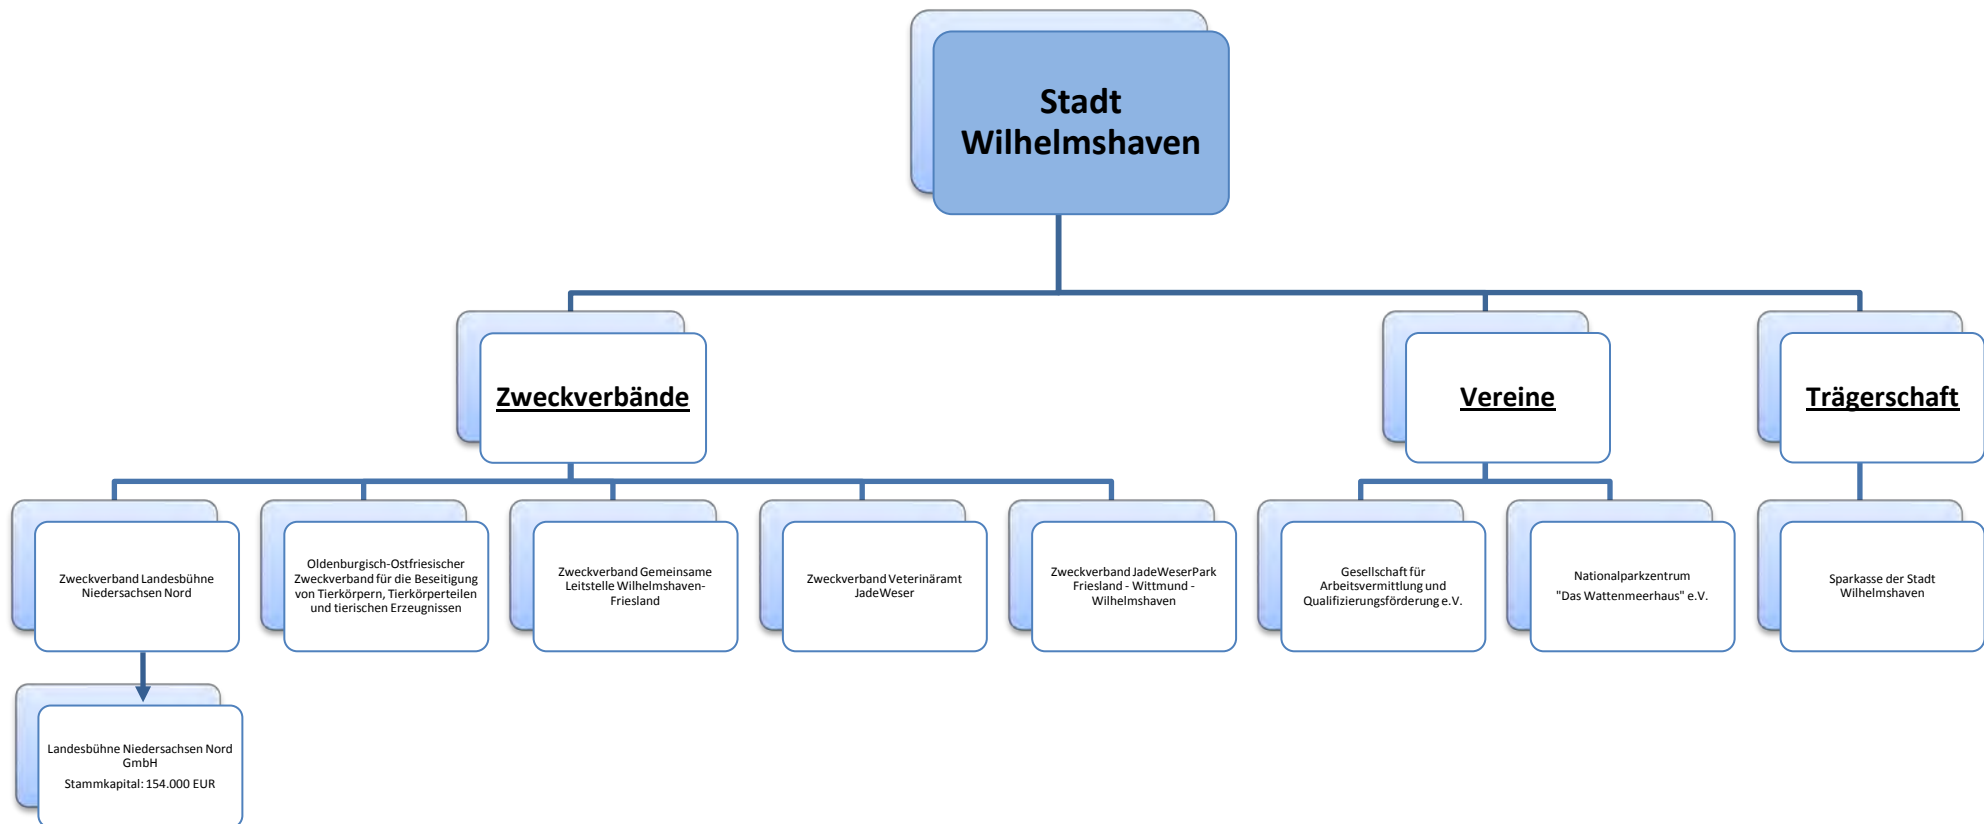 Stadt
Wilhelmshaven
Zweckverbände
Vereine
Trägerschaft
Zweckverband Landesbühne
Niedersachsen Nord
Oldenburgisch-Ostfriesischer
Zweckverband für die Beseitigung
von Tierkörpern, Tierkörperteilen
und tierischen Erzeugnissen
Zweckverband Gemeinsame
Leitstelle Wilhelmshaven-
Friesland
Zweckverband Veterinäramt
JadeWeser
Zweckverband JadeWeserPark
Friesland - Wittmund -
Wilhelmshaven
Gesellschaft für
Arbeitsvermittlung und
Qualifizierungsförderung e.V.
Nationalparkzentrum
"Das Wattenmeerhaus" e.V.
Sparkasse der Stadt
Wilhelmshaven
Landesbühne Niedersachsen Nord
GmbH
Stammkapital: 154.000 EUR